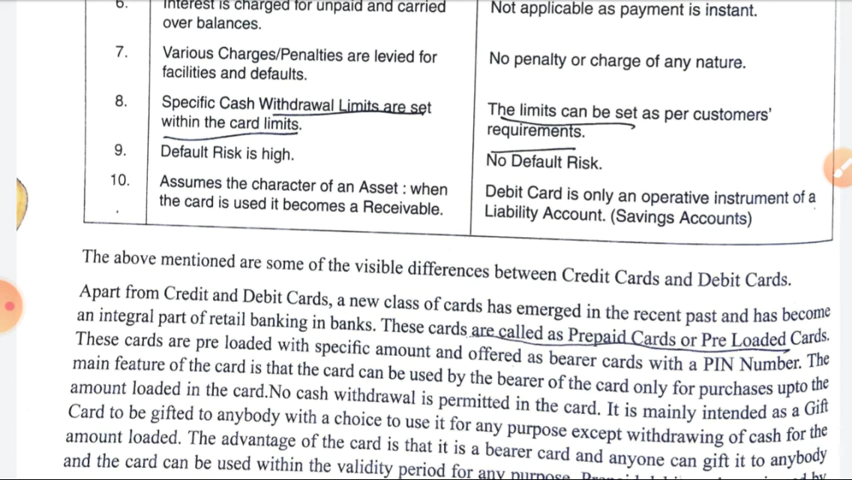 6. Interest is charged for unpaid and carried
over balances.
Not applicable as payment is instant.
7. Various Charges/Penalties are levied for
facilities and defaults.
No penalty or charge of any nature.
8. Specific Cash Withdrawal Limits are set
within the card limits.
The limits can be set as per customers'
requirements.
9. Default Risk is high.
No Default Risk.
10. Assumes the character of an Asset : when
the card is used it becomes a Receivable.
Debit Card is only an operative instrument of a
Liability Account. (Savings Accounts)
The above mentioned are some of the visible differences between Credit Cards and Debit Cards.
Apart from Credit and Debit Cards, a new class of cards has emerged in the recent past and has become
an integral part of retail banking in banks. These cards are called as Prepaid Cards or Pre Loaded Cards.
These cards are pre loaded with specific amount and offered as bearer cards with a PIN Number. The
main feature of the card is that the card can be used by the bearer of the card only for purchases upto the
amount loaded in the card.No cash withdrawal is permitted in the card. It is mainly intended as a Gift
Card to be gifted to anybody with a choice to use it for any purpose except withdrawing of cash for the
amount loaded. The advantage of the card is that it is a bearer card and anyone can gift it to anybody
and the card can be used within the validity period for any purpose. by